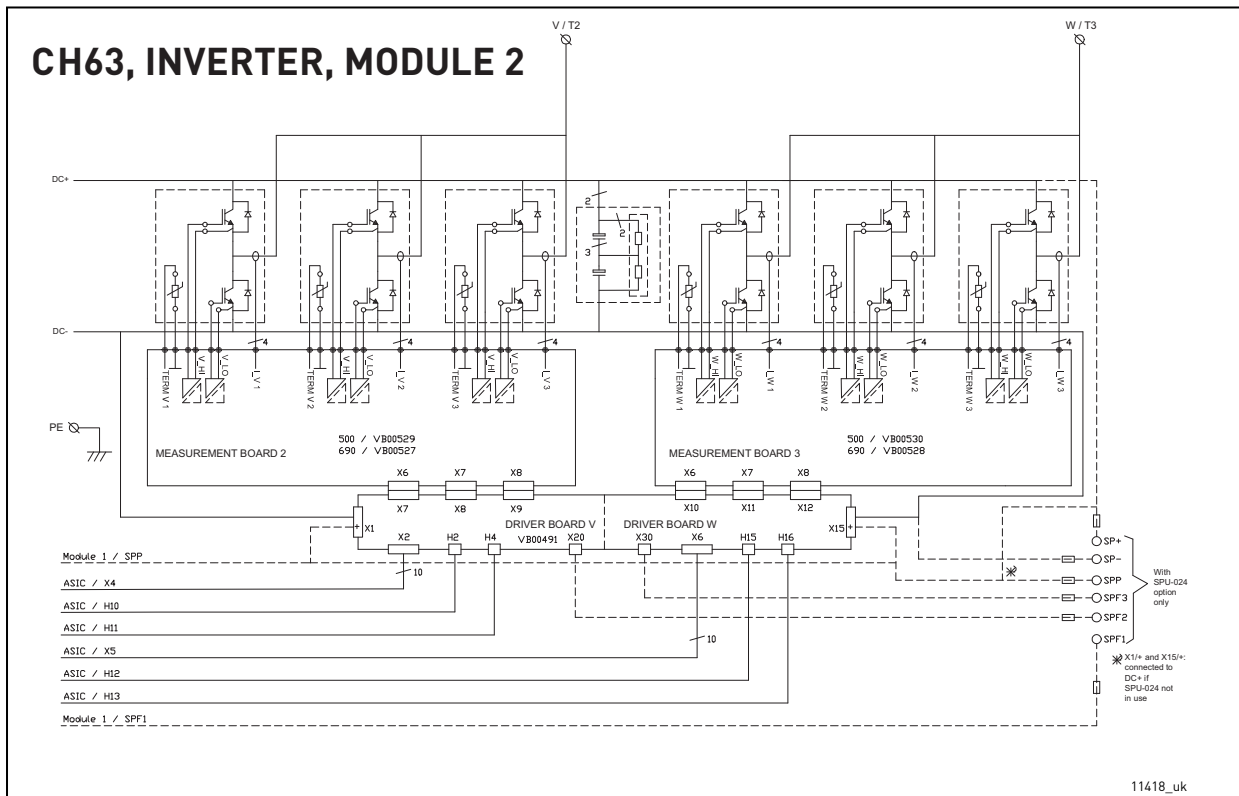 V / T2
W / T3
CH63, INVERTER, MODULE 2
DC+
2
2
3
DC-
4
4
4
4
4
4
TERM V 1
V_HI
V_LO
I_V 1
TERM V 2
V_HI
V_LO
I_V 2
TERM V 3
V_HI
V_LO
I_V 3
TERM W 1
W_HI
W_LO
I_W 1
TERM W 2
W_HI
W_LO
I_W 2
TERM W 3
W_HI
W_LO
I_W 3
PE
500 / VB00529
690 / VB00527
MEASUREMENT BOARD 2
500 / VB00530
690 / VB00528
MEASUREMENT BOARD 3
X6 X7 X8
X7 X8 X9
X6 X7 X8
X10 X11 X12
+ X1
DRIVER BOARD V
DRIVER BOARD W
VB00491
X15 +
X2 H2 H4 X20 X30 X6 H15 H16
Module 1 / SPP
10
ASIC / X4
ASIC / H10
ASIC / H11
10
ASIC / X5
ASIC / H12
ASIC / H13
Module 1 / SPF1
SP+
SP-
SPP
SPF3
SPF2
SPF1
With
SPU-024
option
only
X1/+ and X15/+:
connected to
DC+ if
SPU-024 not
in use
11418_uk